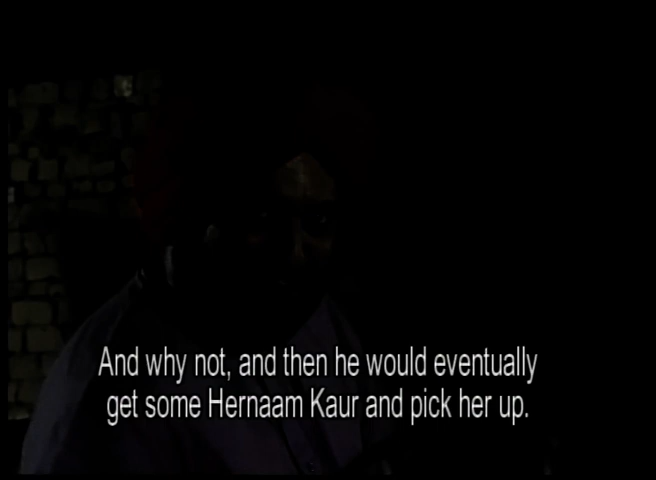 And why not, and then he would eventually
get some Hernaam Kaur and pick her up.